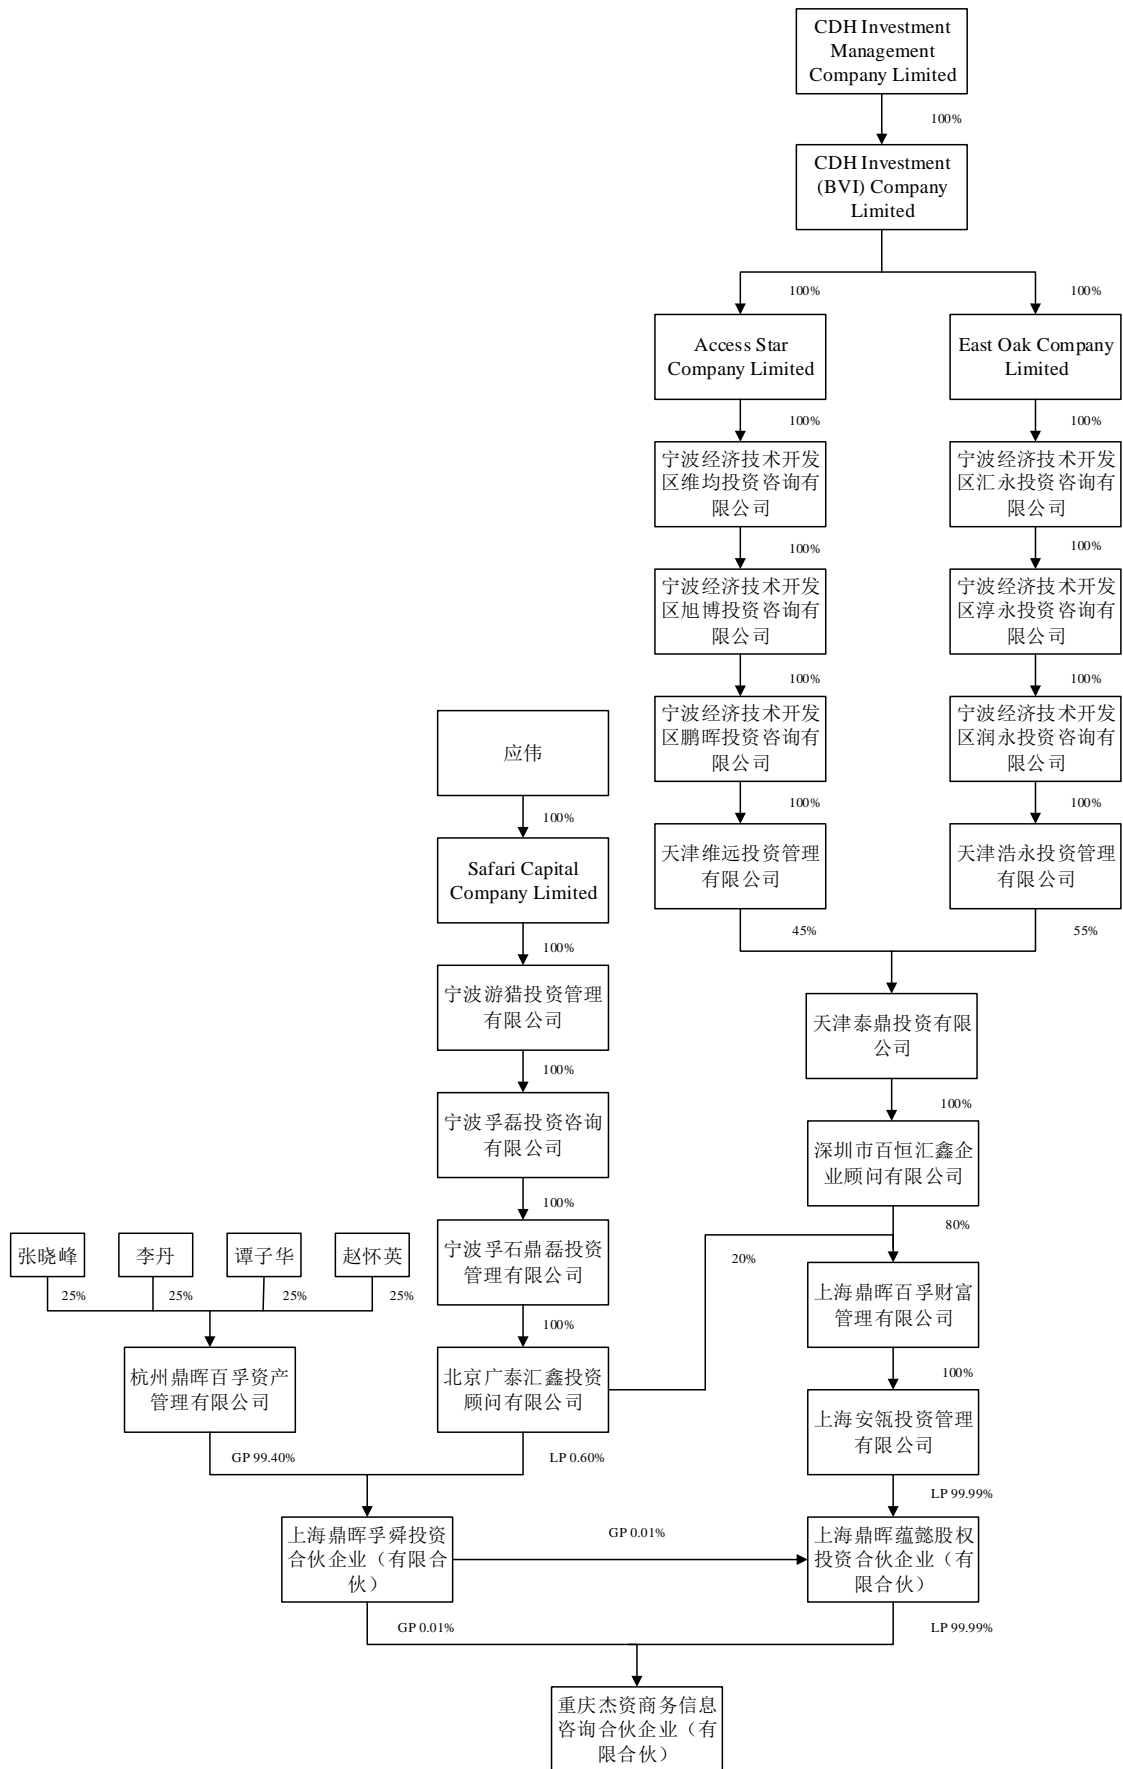 CDH Investment
Management
Company Limited
100%
CDH Investment
(BVI) Company
Limited
100%
100%
Access Star
Company Limited
East Oak Company
Limited
100%
100%
宁波经济技术开发
区维均投资咨询有
限公司
宁波经济技术开发
区汇永投资咨询有
限公司
100%
100%
宁波经济技术开发
区旭博投资咨询有
限公司
宁波经济技术开发
区淳永投资咨询有
限公司
100%
100%
宁波经济技术开发
区鹏晖投资咨询有
限公司
宁波经济技术开发
区润永投资咨询有
限公司
应伟
100%
100%
100%
Safari Capital
Company Limited
天津维远投资管理
有限公司
天津浩永投资管理
有限公司
45%
55%
100%
宁波游猎投资管理
有限公司
天津泰鼎投资有限
公司
100%
100%
宁波孚磊投资咨询
有限公司
深圳市百恒汇鑫企
业顾问有限公司
100%
80%
20%
张晓峰
李丹
谭子华
赵怀英
宁波孚石鼎磊投资
管理有限公司
25%
25%
25%
25%
上海鼎晖百孚财富
管理有限公司
100%
100%
杭州鼎晖百孚资产
管理有限公司
北京广泰汇鑫投资
顾问有限公司
上海安瓴投资管理
有限公司
GP 99.40%
LP 0.60%
LP 99.99%
上海鼎晖孚舜投资
合伙企业（有限合
伙）
GP 0.01%
上海鼎晖蕴懿股权
投资合伙企业（有
限合伙）
GP 0.01%
LP 99.99%
重庆杰资商务信息
咨询合伙企业（有
限合伙）